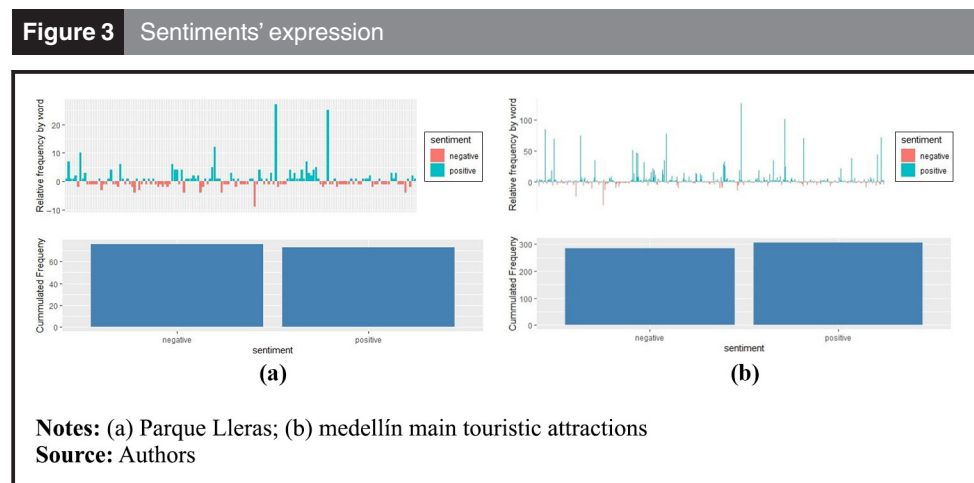 Figure 3 Sentiments' expression
Relative frequency by word
20
10
0
−10
sentiment
negative
positive
Cummulated Frequeny
60
40
20
0
negative positive
sentiment
(a)
Relative frequency by word
100
50
0
sentiment
negative
positive
Cummulated Frequeny
300
200
100
0
negative positive
sentiment
(b)
Notes: (a) Parque Lleras; (b) medellín main touristic attractions
Source: Authors